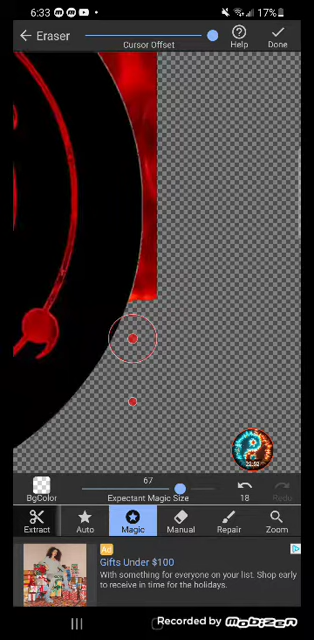 6:33
17%
Eraser
Cursor Offset
Help
Done
67
BgColor
Expectant Magic Size
18
Redo
Extract
Auto
Magic
Manual
Repair
Zoom
Ad
Gifts Under $100
With something for everyone on your list. Shop early
to receive in time for the holidays.
Recorded by mobizen